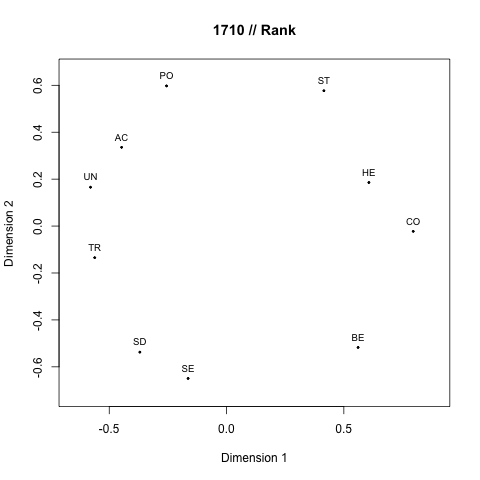 1710 // Rank
PO
ST
AC
UN
HE
CO
TR
SD
SE
BE
0.6
0.4
0.2
0.0
-0.2
-0.4
-0.6
Dimension 2
-0.5
0.0
0.5
Dimension 1